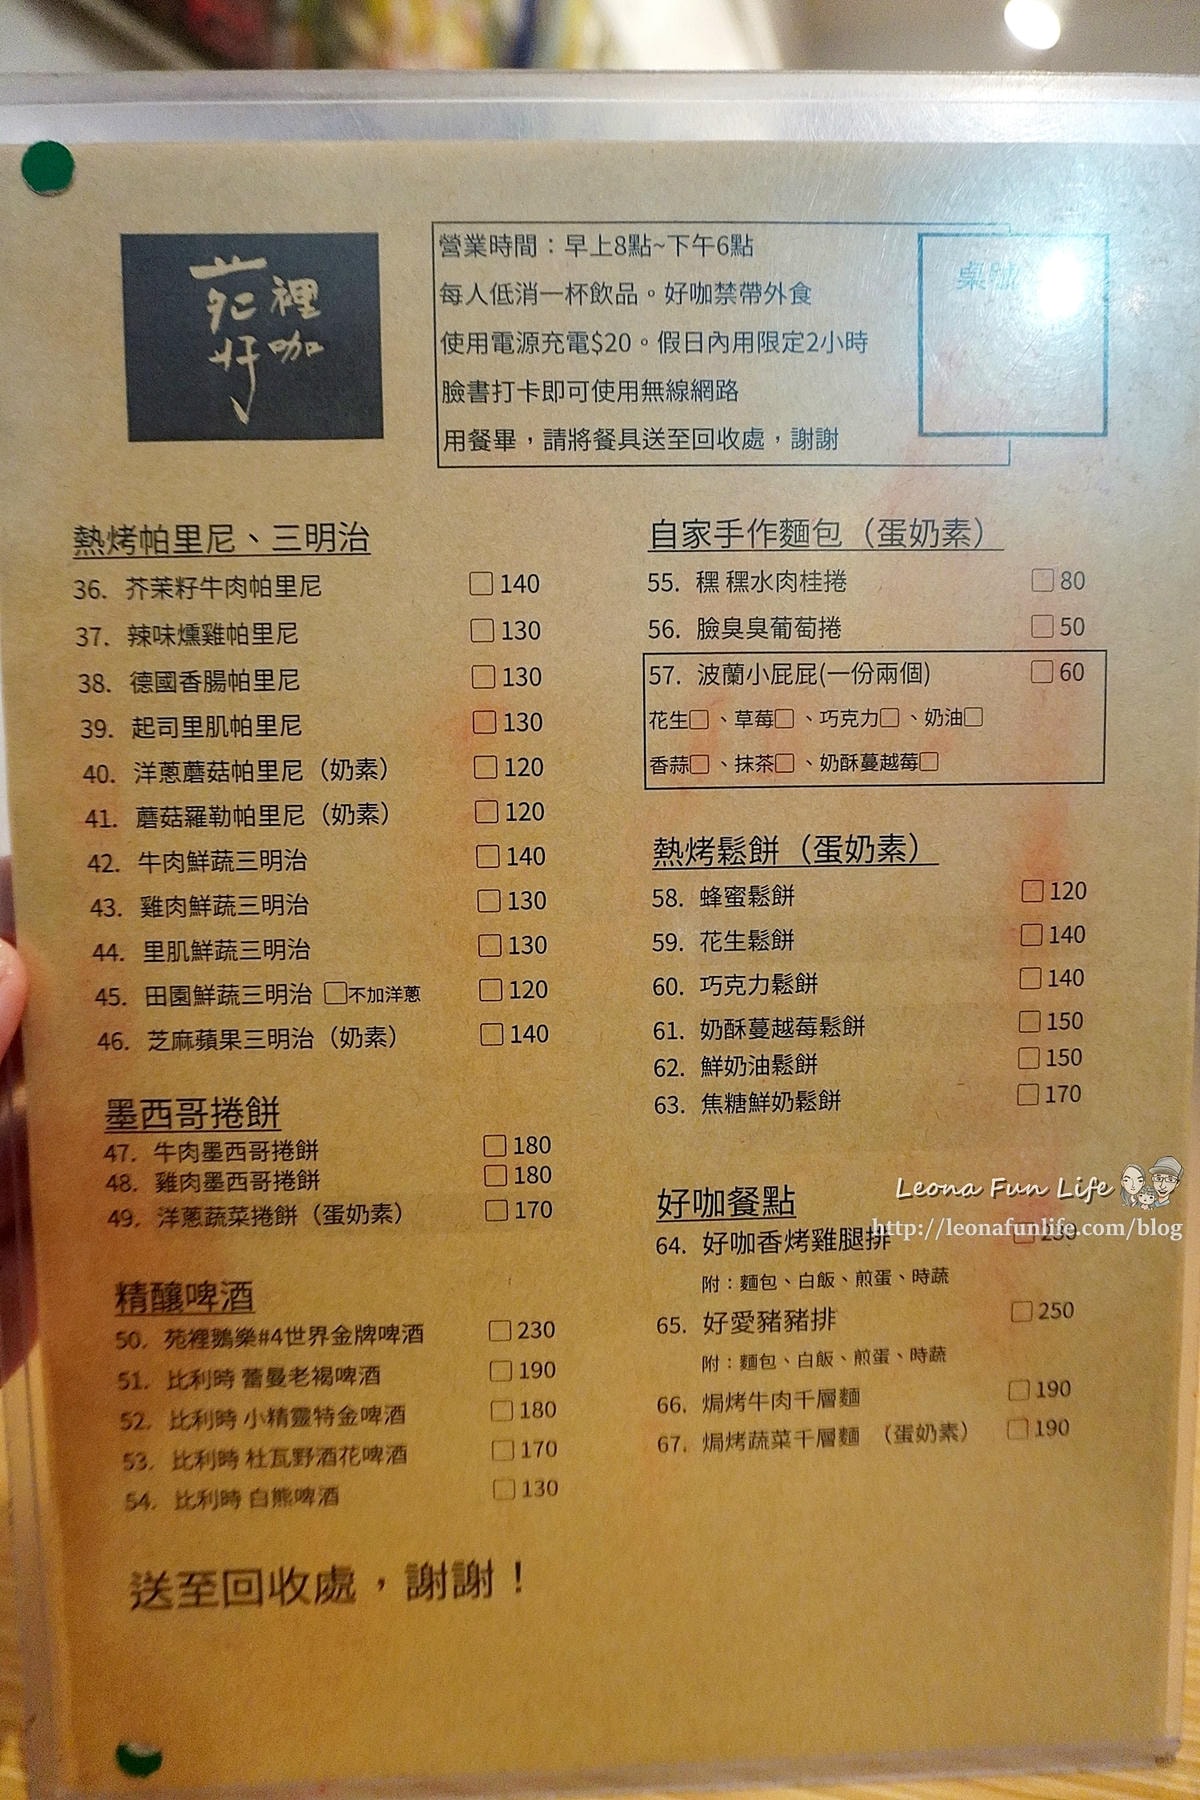 苑裡
好咖
營業時間：早上8點~下午6點
每人低消一杯飲品。好咖禁帶外食
使用電源充電$20。假日內用限定2小時
臉書打卡即可使用無線網路
用餐畢，請將餐具送至回收處，謝謝
桌號
熱烤帕里尼、三明治
36. 芥茉籽牛肉帕里尼 □140
37. 辣味燻雞帕里尼 □130
38. 德國香腸帕里尼 □130
39. 起司里肌帕里尼 □130
40. 洋蔥蘑菇帕里尼（奶素） □120
41. 蘑菇羅勒帕里尼（奶素） □120
42. 牛肉鮮蔬三明治 □140
43. 雞肉鮮蔬三明治 □130
44. 里肌鮮蔬三明治 □130
45. 田園鮮蔬三明治 □不加洋蔥 □120
46. 芝麻蘋果三明治（奶素） □140
墨西哥捲餅
47. 牛肉墨西哥捲餅 □180
48. 雞肉墨西哥捲餅 □180
49. 洋蔥蔬菜捲餅（蛋奶素） □170
精釀啤酒
50. 苑裡鵝樂#4世界金牌啤酒 □230
51. 比利時 蕾曼老褐啤酒 □190
52. 比利時 小精靈特金啤酒 □180
53. 比利時 杜瓦野酒花啤酒 □170
54. 比利時 白熊啤酒 □130
送至回收處，謝謝！
自家手作麵包（蛋奶素）
55. 稞 稞水肉桂捲 □80
56. 臉臭臭葡萄捲 □50
57. 波蘭小屁屁(一份兩個) □60
花生□、草莓□、巧克力□、奶油□
香蒜□、抹茶□、奶酥蔓越莓□
熱烤鬆餅（蛋奶素）
58. 蜂蜜鬆餅 □120
59. 花生鬆餅 □140
60. 巧克力鬆餅 □140
61. 奶酥蔓越莓鬆餅 □150
62. 鮮奶油鬆餅 □150
63. 焦糖鮮奶鬆餅 □170
好咖餐點
64. 好咖香烤雞腿排 □250
附：麵包、白飯、煎蛋、時蔬
65. 好愛豬豬排 □250
附：麵包、白飯、煎蛋、時蔬
66. 焗烤牛肉千層麵 □190
67. 焗烤蔬菜千層麵 （蛋奶素） □190
Leona Fun Life
http://leonafunlife.com/blog